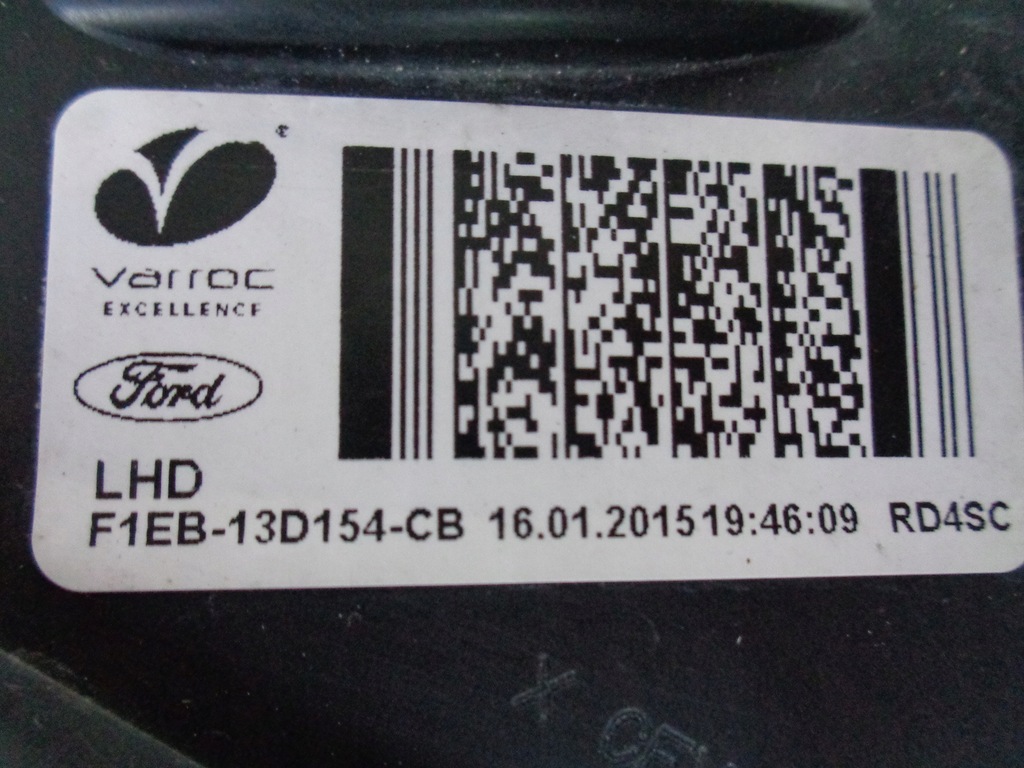 varroc
EXCELLENCE
Ford
LHD
F1EB-13D154-CB 16.01.2015 19:46:09 RD4SC
X